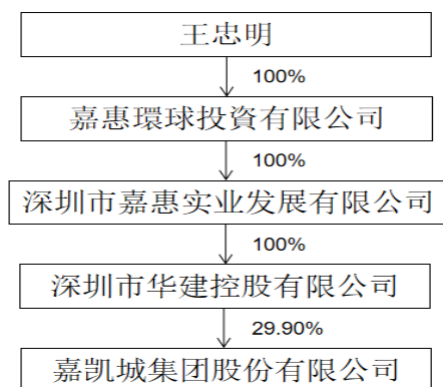 王忠明
100%
嘉惠環球投資有限公司
100%
深圳市嘉惠实业发展有限公司
100%
深圳市华建控股有限公司
29.90%
嘉凯城集团股份有限公司